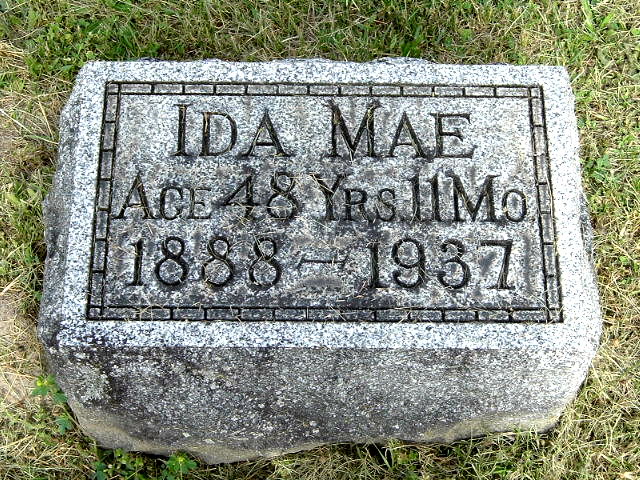 IDA MAE
AGE 48 YRS 11 MO
1888 – 1937